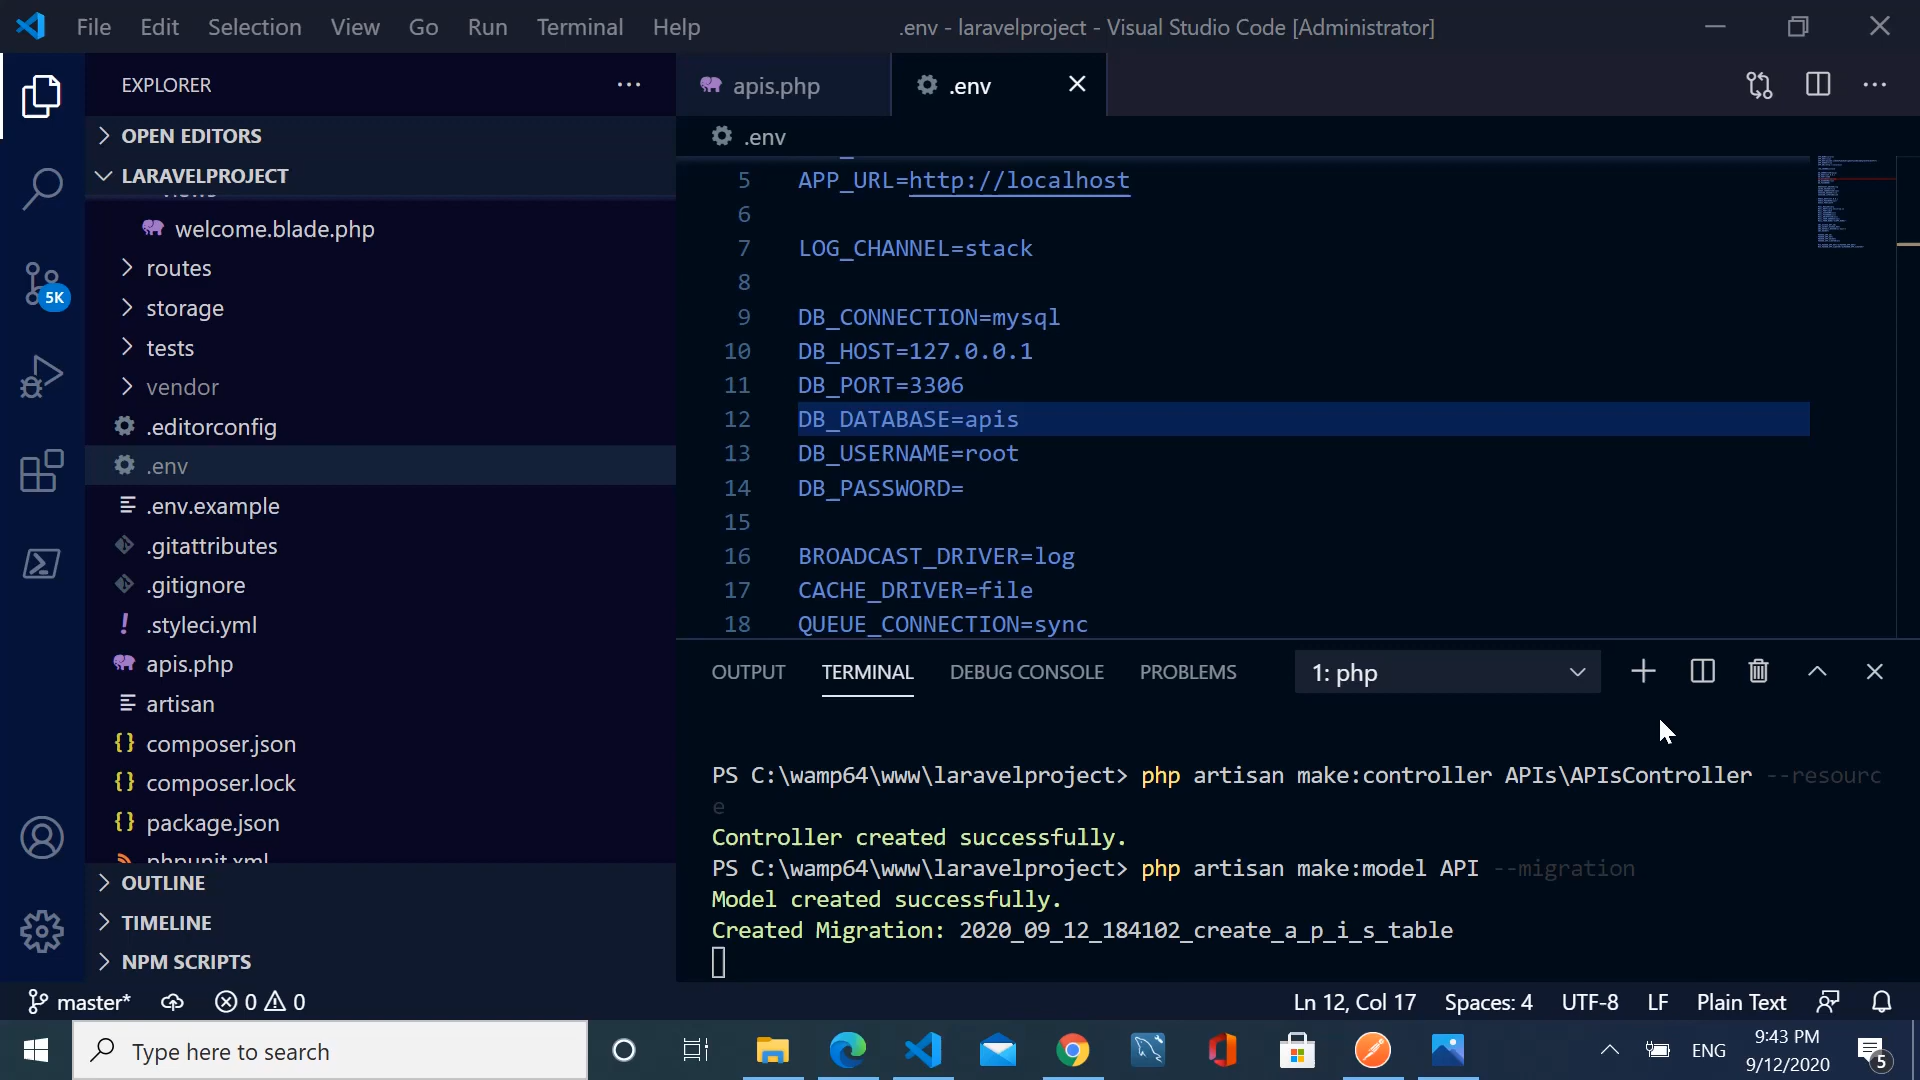 File Edit Selection View Go Run Terminal Help
.env - laravelproject - Visual Studio Code [Administrator]
EXPLORER
OPEN EDITORS
LARAVELPROJECT
welcome.blade.php
routes
storage
tests
vendor
.editorconfig
.env
.env.example
.gitattributes
.gitignore
.styleci.yml
apis.php
artisan
composer.json
composer.lock
package.json
phpunit.xml
OUTLINE
TIMELINE
NPM SCRIPTS
5K
apis.php
.env
.env
5 APP_URL=http://localhost
6
7 LOG_CHANNEL=stack
8
9 DB_CONNECTION=mysql
10 DB_HOST=127.0.0.1
11 DB_PORT=3306
12 DB_DATABASE=apis
13 DB_USERNAME=root
14 DB_PASSWORD=
15
16 BROADCAST_DRIVER=log
17 CACHE_DRIVER=file
18 QUEUE_CONNECTION=sync
OUTPUT TERMINAL DEBUG CONSOLE PROBLEMS 1: php
PS C:\wamp64\www\laravelproject> php artisan make:controller APIs\APIsController --resourc
e
Controller created successfully.
PS C:\wamp64\www\laravelproject> php artisan make:model API --migration
Model created successfully.
Created Migration: 2020_09_12_184102_create_a_p_i_s_table
master* 0 0 Ln 12, Col 17 Spaces: 4 UTF-8 LF Plain Text
Type here to search
ENG
9:43 PM
9/12/2020
5